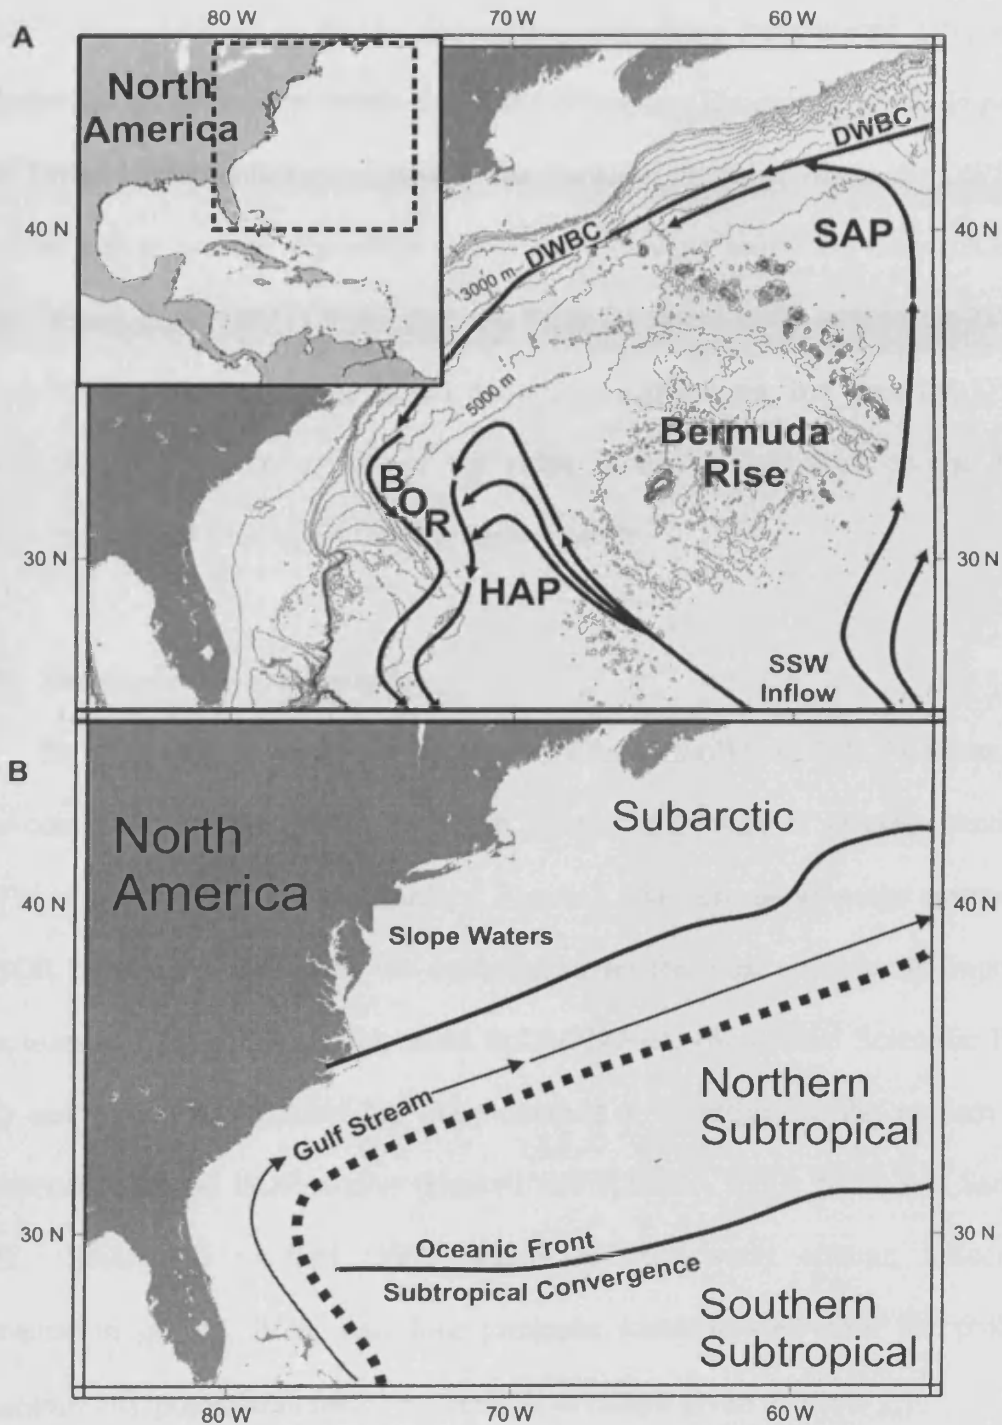 80 W
70 W
60 W
A
North
America
DWBC
SAP
40 N
40 N
DWBC
3000 m
5000 m
Bermuda
Rise
BOR
30 N
30 N
HAP
SSW
Inflow
B
North
America
Subarctic
40 N
40 N
Slope Waters
Northern
Subtropical
Gulf Stream
30 N
30 N
Oceanic Front
Subtropical Convergence
Southern
Subtropical
80 W
70 W
60 W